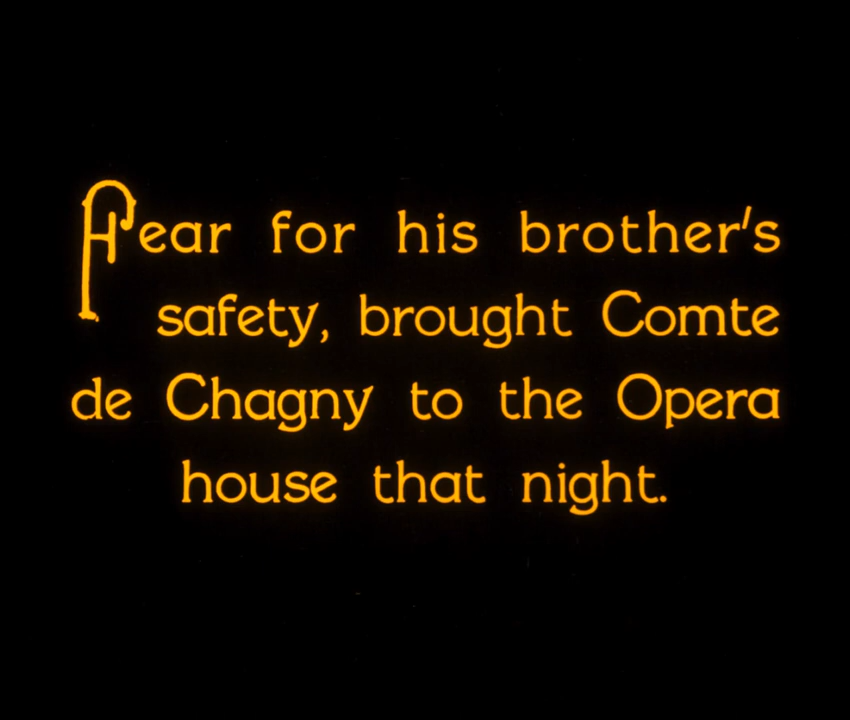 Fear for his brother's
safety, brought Comte
de Chagny to the Opera
house that night.